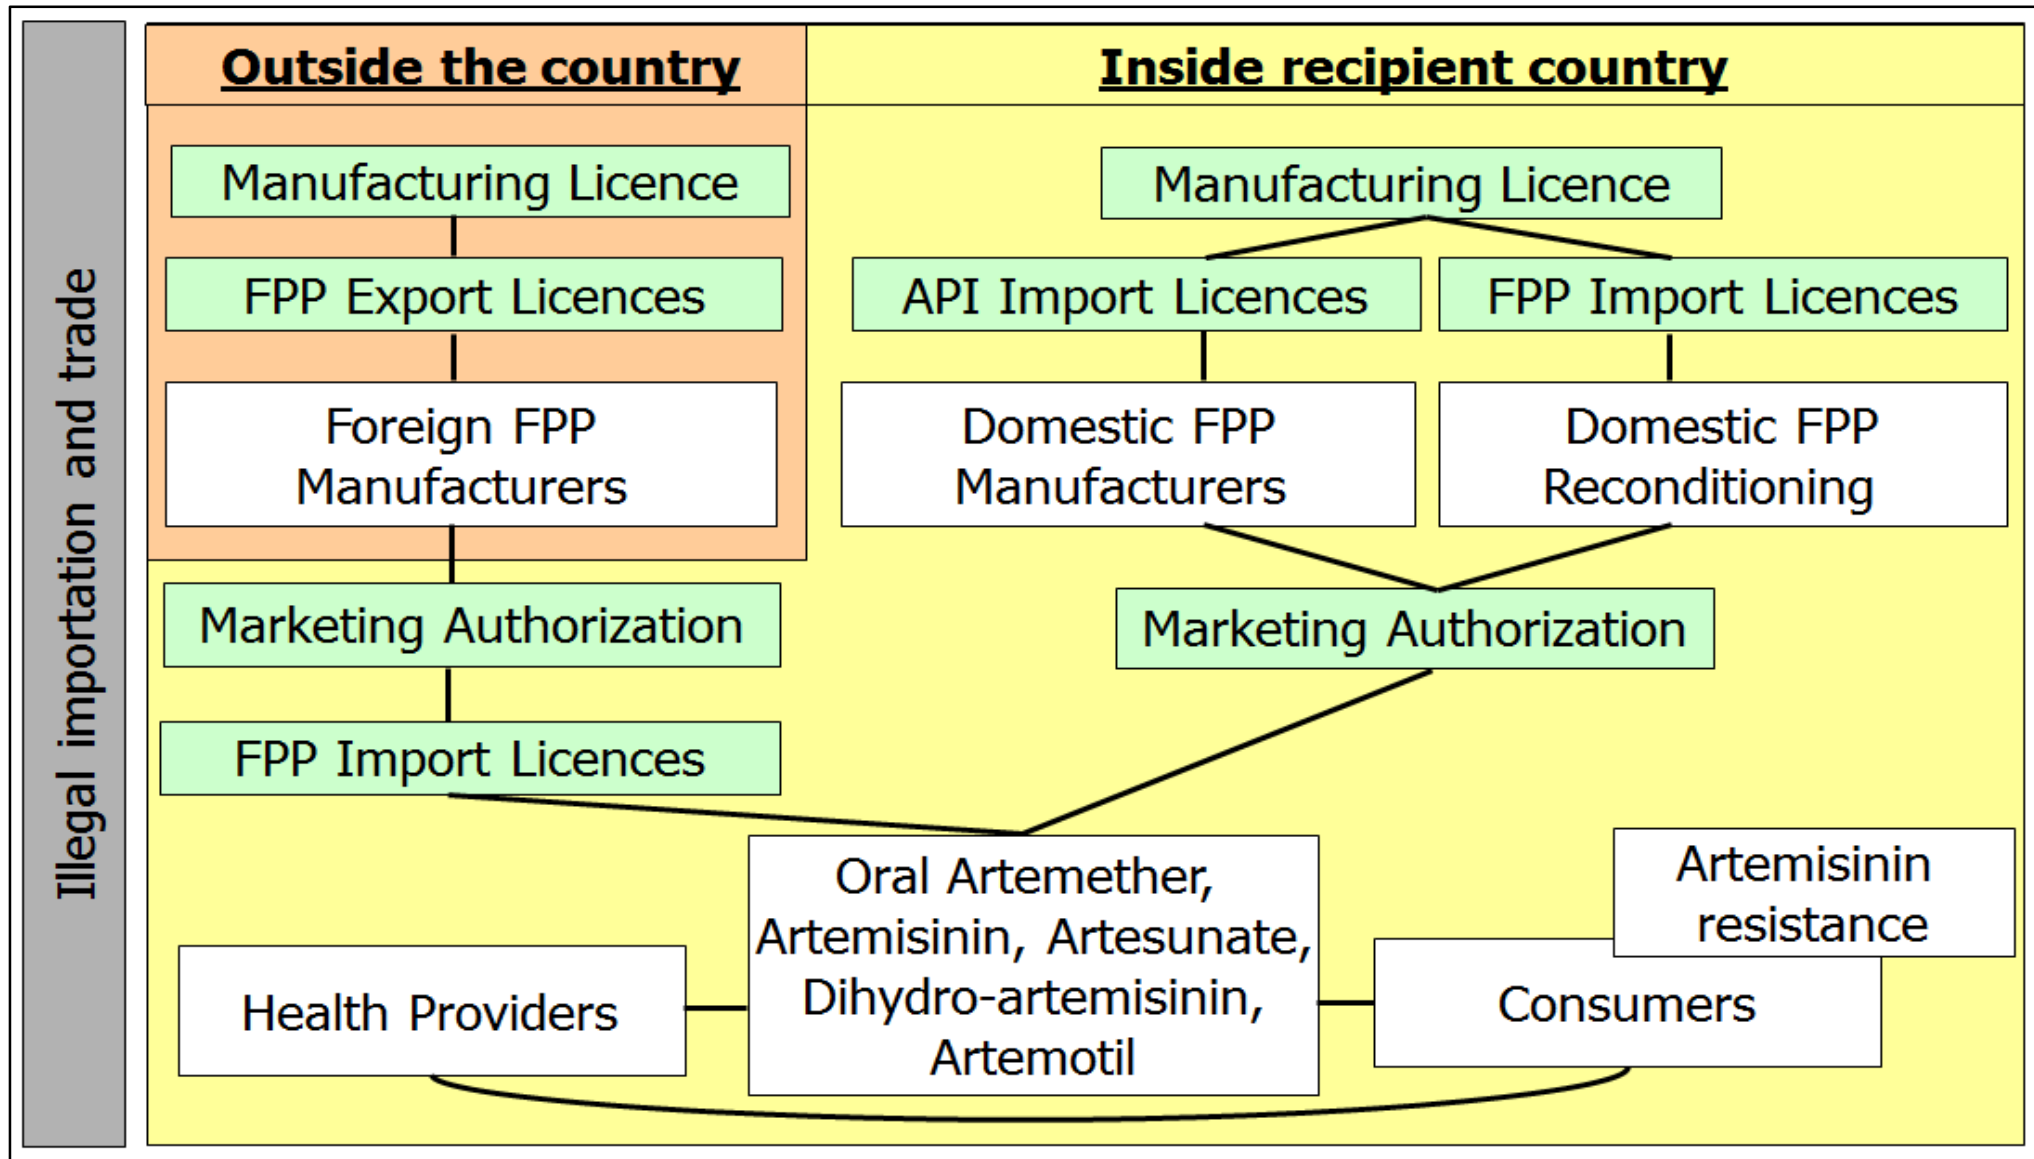 Illegal importation and trade
Outside the country
Inside recipient country
Manufacturing Licence
FPP Export Licences
Foreign FPP
Manufacturers
Marketing Authorization
FPP Import Licences
Manufacturing Licence
API Import Licences
FPP Import Licences
Domestic FPP
Manufacturers
Domestic FPP
Reconditioning
Marketing Authorization
Oral Artemether,
Artemisinin, Artesunate,
Dihydro-artemisinin,
Artemotil
Health Providers
Consumers
Artemisinin
resistance